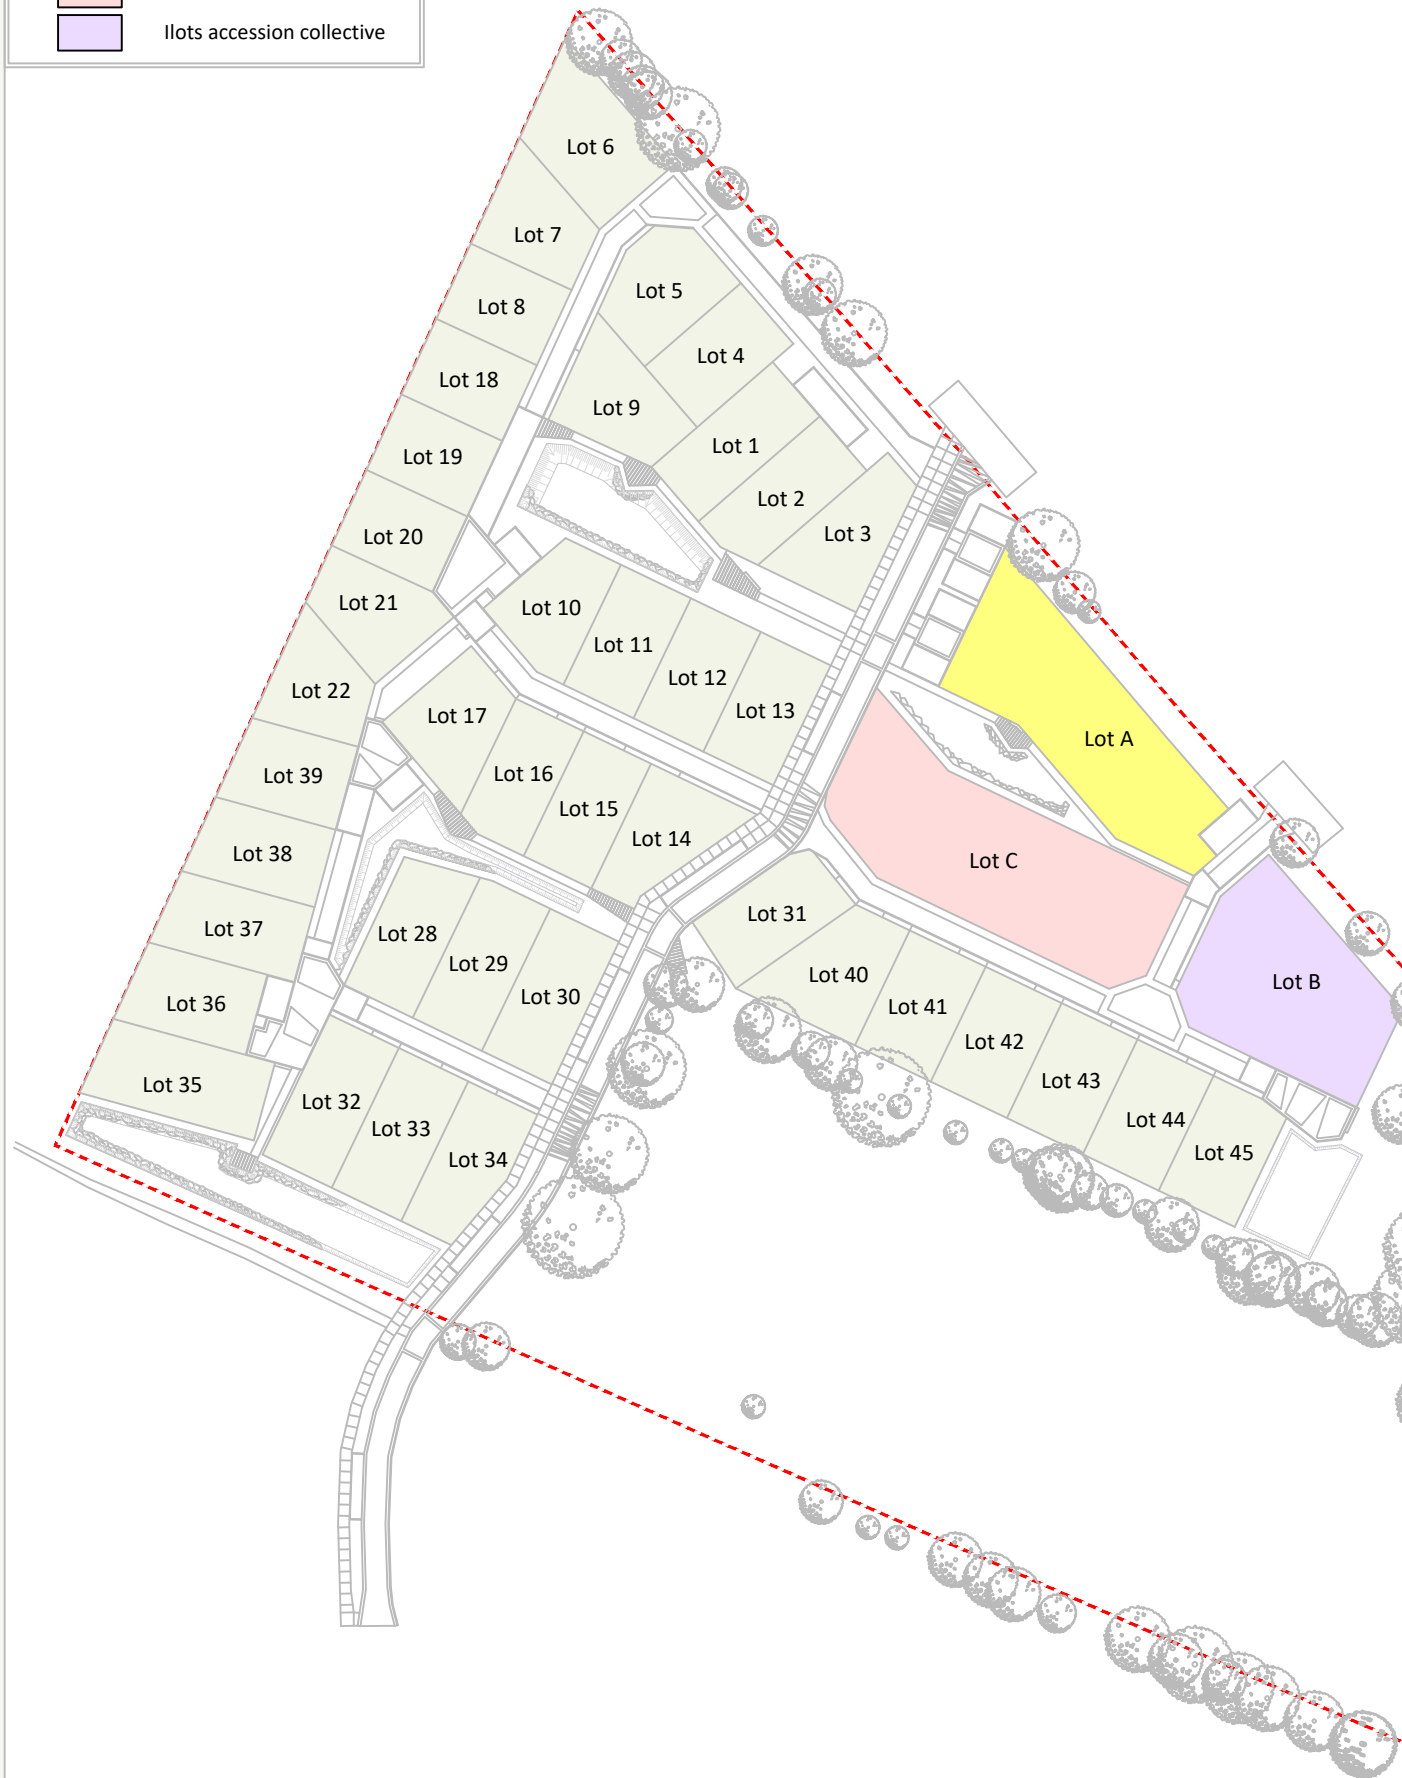 Ilots accession collective
Lot 6
Lot 7
Lot 5
Lot 8
Lot 4
Lot 18
Lot 9
Lot 1
Lot 19
Lot 2
Lot 3
Lot 20
Lot 21
Lot 10
Lot 11
Lot 12
Lot 22
Lot 13
Lot 17
Lot A
Lot 39
Lot 16
Lot 15
Lot 14
Lot 38
Lot C
Lot 31
Lot 37
Lot 28
Lot 29
Lot 40
Lot B
Lot 30
Lot 36
Lot 41
Lot 42
Lot 35
Lot 43
Lot 32
Lot 44
Lot 33
Lot 45
Lot 34